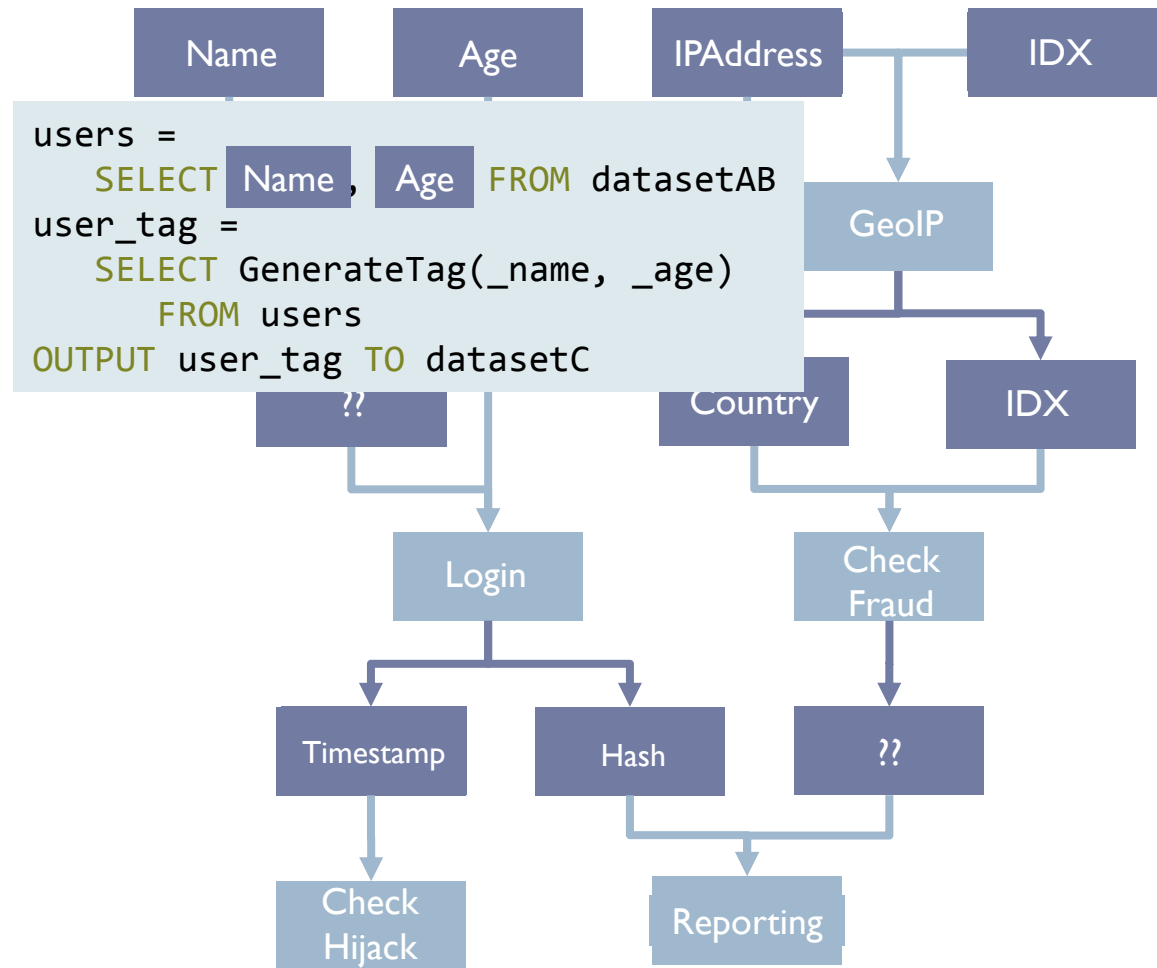 Name
Age
IPAddress
IDX
users =
SELECT Name, Age FROM datasetAB
user_tag =
SELECT GenerateTag(_name, _age)
FROM users
OUTPUT user_tag TO datasetC
GeoIP
??
Country
IDX
Login
Check
Fraud
Timestamp
Hash
??
Check
Hijack
Reporting